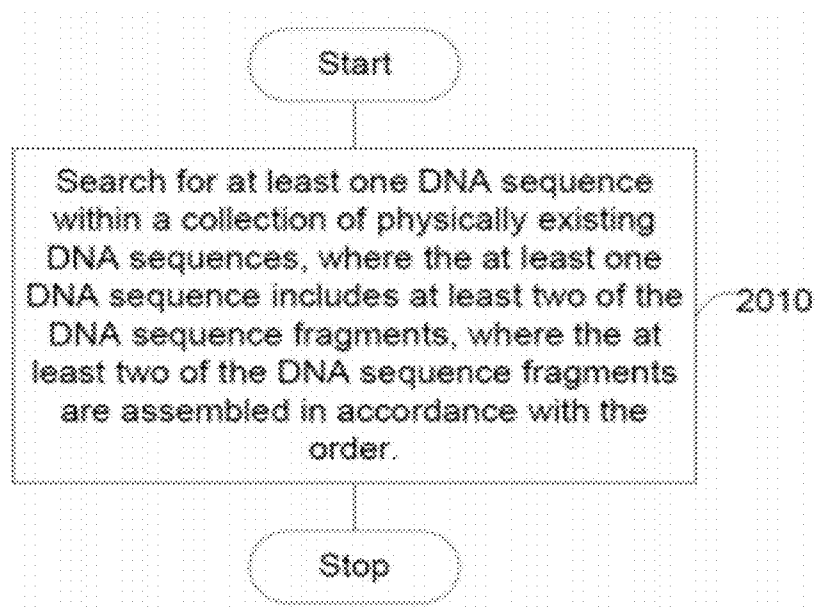 Start
Search for at least one DNA sequence
within a collection of physically existing
DNA sequences, where the at least one
DNA sequence includes at least two of the
DNA sequence fragments, where the at
least two of the DNA sequence fragments
are assembled in accordance with the
order.
2010
Stop